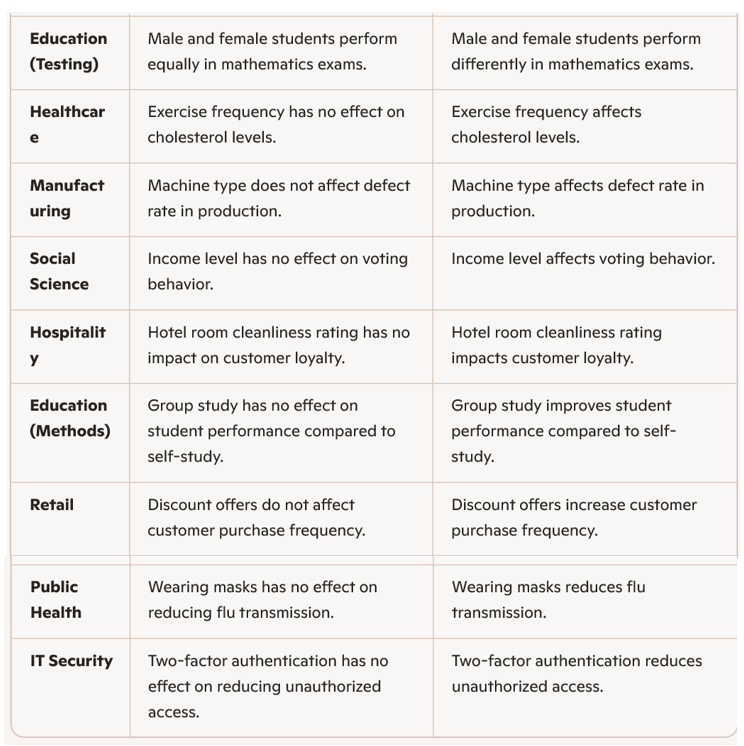 Education
(Testing)
Male and female students perform
equally in mathematics exams.
Male and female students perform
differently in mathematics exams.
Healthcar
e
Exercise frequency has no effect on
cholesterol levels.
Exercise frequency affects
cholesterol levels.
Manufact
uring
Machine type does not affect defect
rate in production.
Machine type affects defect rate in
production.
Social
Science
Income level has no effect on voting
behavior.
Income level affects voting behavior.
Hospitalit
y
Hotel room cleanliness rating has no
impact on customer loyalty.
Hotel room cleanliness rating
impacts customer loyalty.
Education
(Methods)
Group study has no effect on
student performance compared to
self-study.
Group study improves student
performance compared to self-
study.
Retail
Discount offers do not affect
customer purchase frequency.
Discount offers increase customer
purchase frequency.
Public
Health
Wearing masks has no effect on
reducing flu transmission.
Wearing masks reduces flu
transmission.
IT Security
Two-factor authentication has no
effect on reducing unauthorized
access.
Two-factor authentication reduces
unauthorized access.